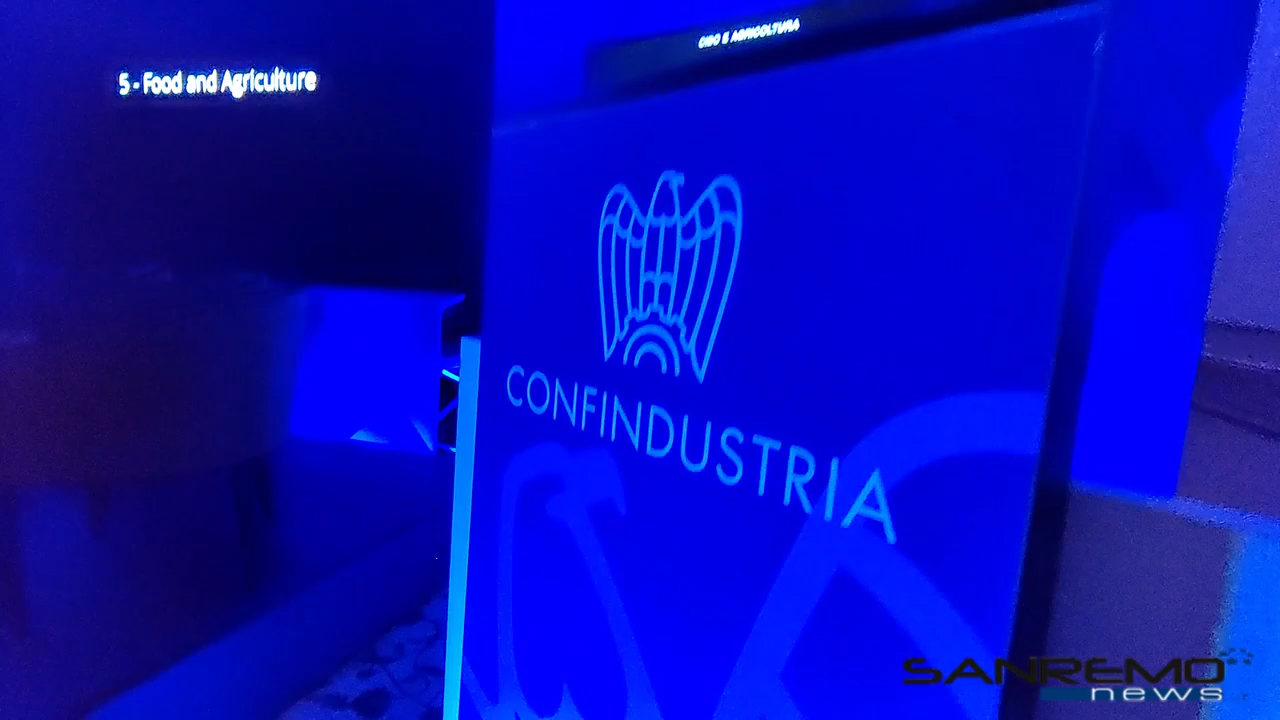 5 - Food and Agriculture
CIBO E AGRICOLTURA
CONFINDUSTRIA
SANREMO
news